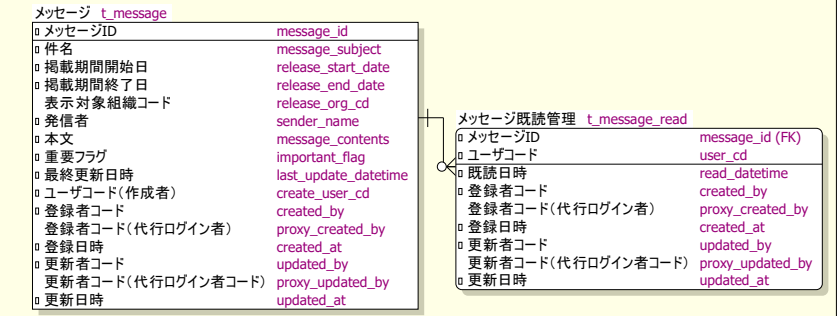 メッセージ t_message
メッセージID message_id
件名 message_subject
掲載期間開始日 release_start_date
掲載期間終了日 release_end_date
表示対象組織コード release_org_cd
発信者 sender_name
本文 message_contents
重要フラグ important_flag
最終更新日時 last_update_datetime
ユーザコード(作成者) create_user_cd
登録者コード created_by
登録者コード(代行ログイン者) proxy_created_by
登録日時 created_at
更新者コード updated_by
更新者コード(代行ログイン者コード) proxy_updated_by
更新日時 updated_at
メッセージ既読管理 t_message_read
メッセージID message_id (FK)
ユーザコード user_cd
既読日時 read_datetime
登録者コード created_by
登録者コード(代行ログイン者) proxy_created_by
登録日時 created_at
更新者コード updated_by
更新者コード(代行ログイン者コード) proxy_updated_by
更新日時 updated_at